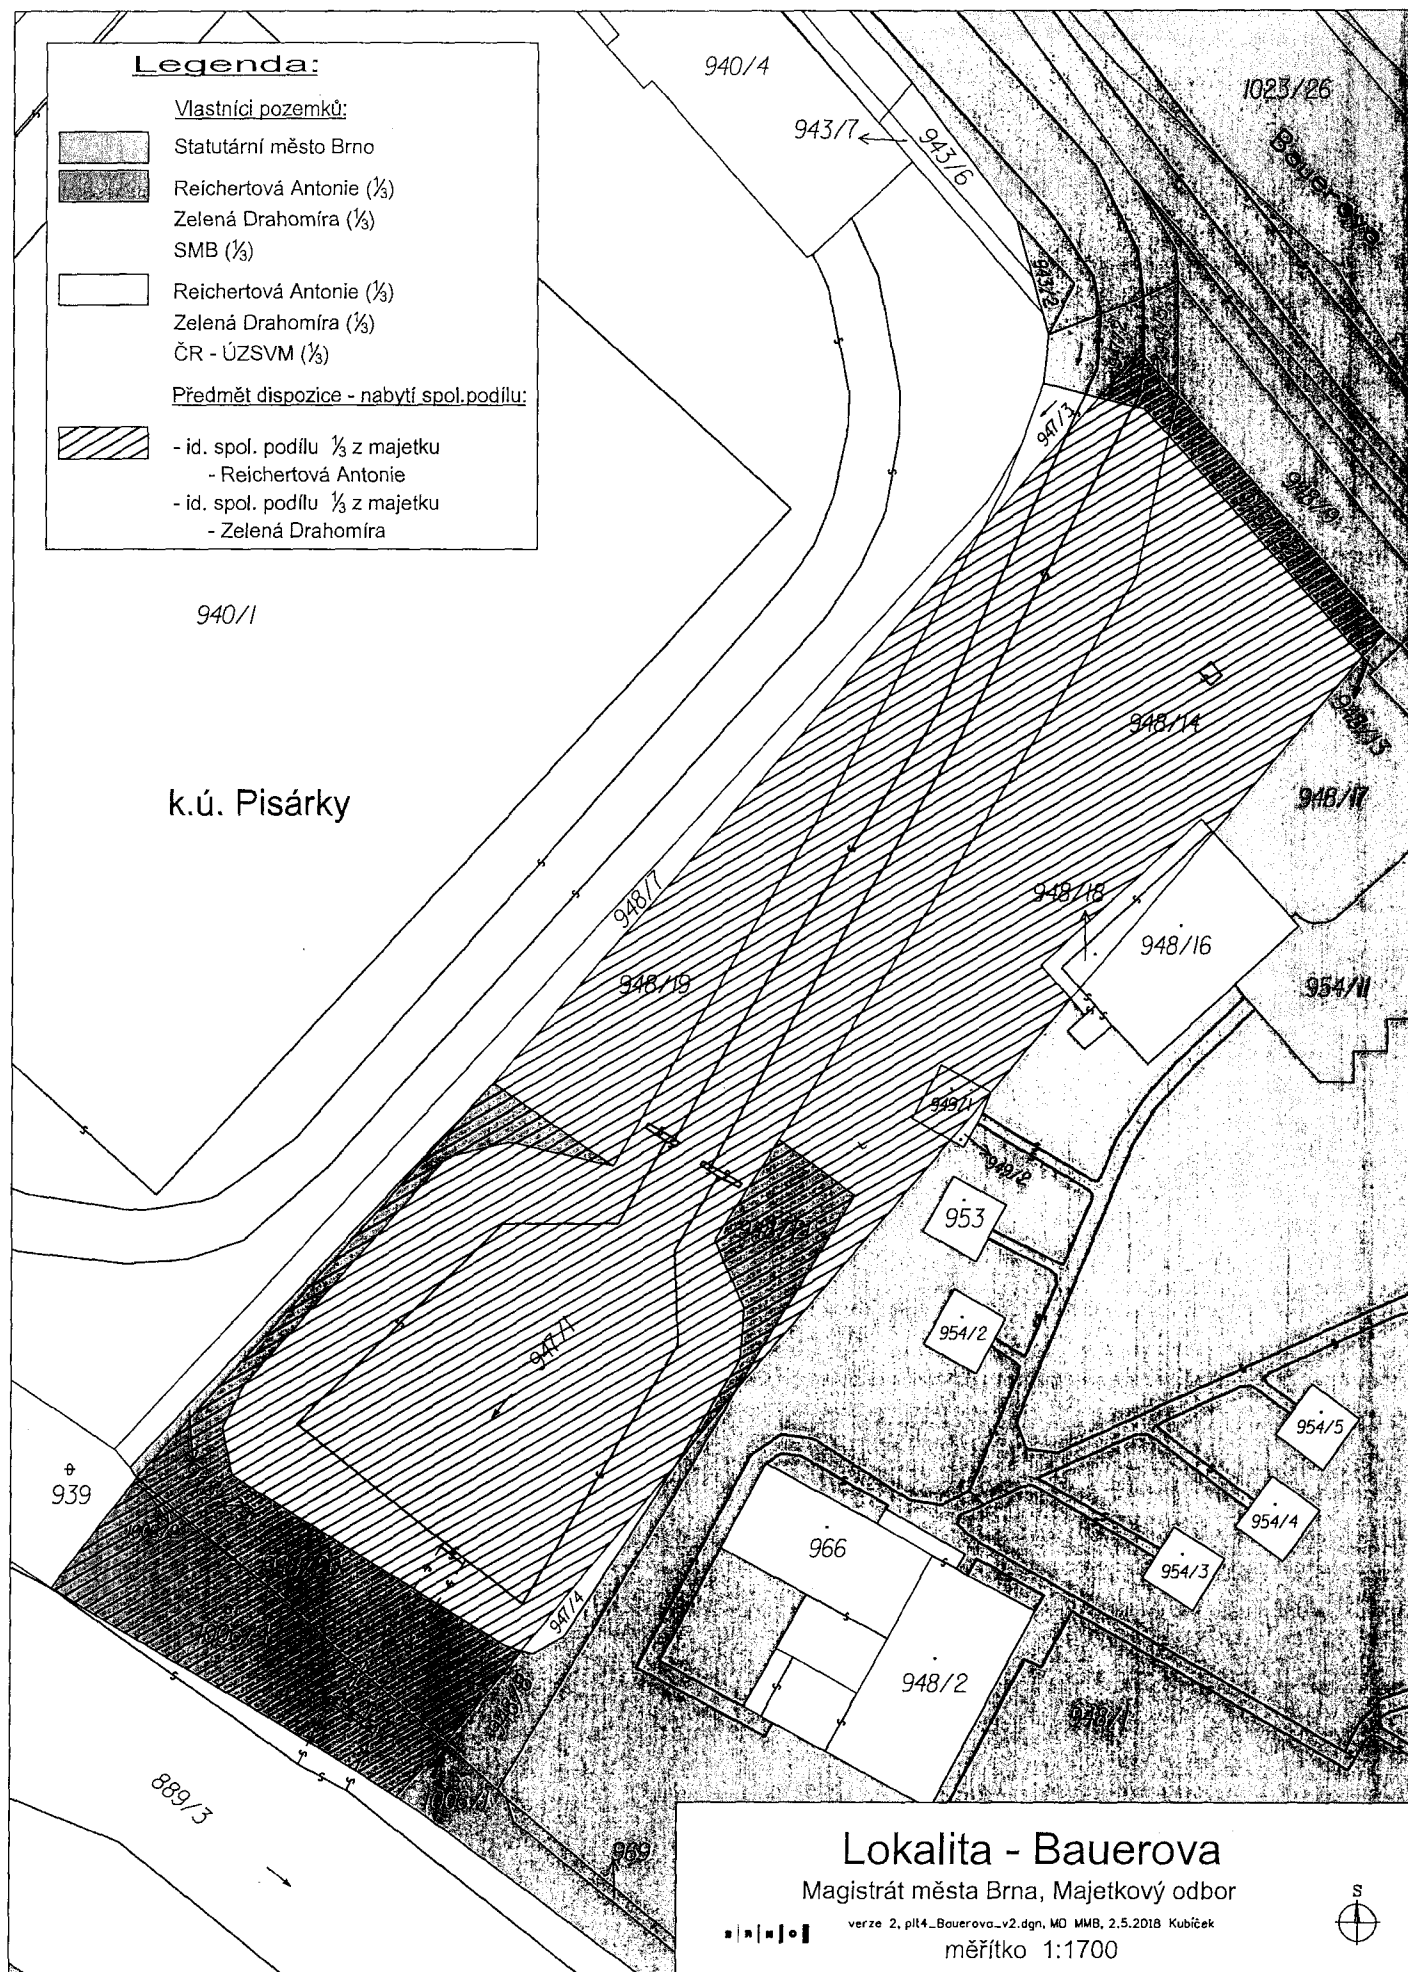 Legenda:
Vlastníci pozemků:
Statutární město Brno
Reichertová Antonie (⅓)
Zelená Drahomíra (⅓)
SMB (⅓)
Reichertová Antonie (⅓)
Zelená Drahomíra (⅓)
ČR - ÚZSVM (⅓)
Předmět dispozice - nabytí spol.podílu:
- id. spol. podílu ⅓ z majetku
- Reichertová Antonie
- id. spol. podílu ⅓ z majetku
- Zelená Drahomíra
940/4
1023/26
943/7
943/6
Bauerova
943/2
947/3
948/9
940/1
948/14
948/13
k.ú. Pisárky
948/17
948/7
948/18
948/16
948/19
954/11
949/1
949/2
953
954/2
947/1
954/5
939
954/4
966
954/3
947/4
948/2
948/1
889/3
969
Lokalita - Bauerova
Magistrát města Brna, Majetkový odbor
verze 2, plt4_Bauerova_v2.dgn, MO MMB, 2.5.2018 Kubíček
měřítko 1:1700
S